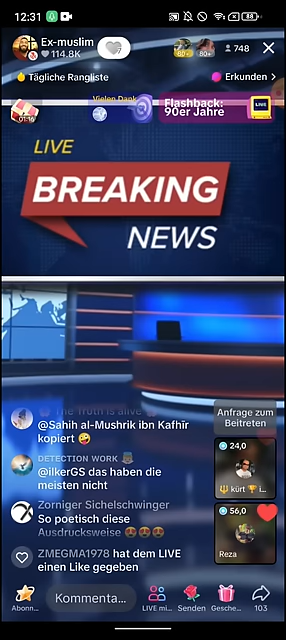 12:31
88
Ex-muslim
114.8K
80+
80+
748
Tägliche Rangliste
Erkunden
01:16
Vielen Dank
Flashback:
90er Jahre
LIVE
LIVE
BREAKING
NEWS
The Truth is alive
@Sahih al-Mushrik ibn Kafhir
kopiert
Anfrage zum
Beitreten
DETECTION WORK
@ilkerGS das haben die
meisten nicht
24,0
kürt
i...
Zorniger Sichelschwinger
So poetisch diese
Ausdrucksweise
56,0
Reza
ZMEGMA1978 hat dem LIVE
einen Like gegeben
Abonn...
Kommenta...
LIVE mi...
Senden
Gesche...
103